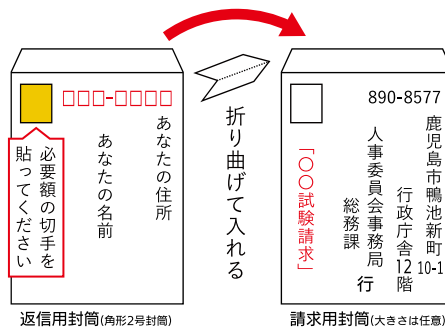 □□□-□□□□
あなたの住所
あなたの名前
必要額の切手を
貼ってください
返信用封筒(角形2号封筒)
折り曲げて入れる
890-8577
鹿児島市鴨池新町10-1
行政庁舎12階
人事委員会事務局
総務課
行
「〇〇試験請求」
請求用封筒(大きさは任意)